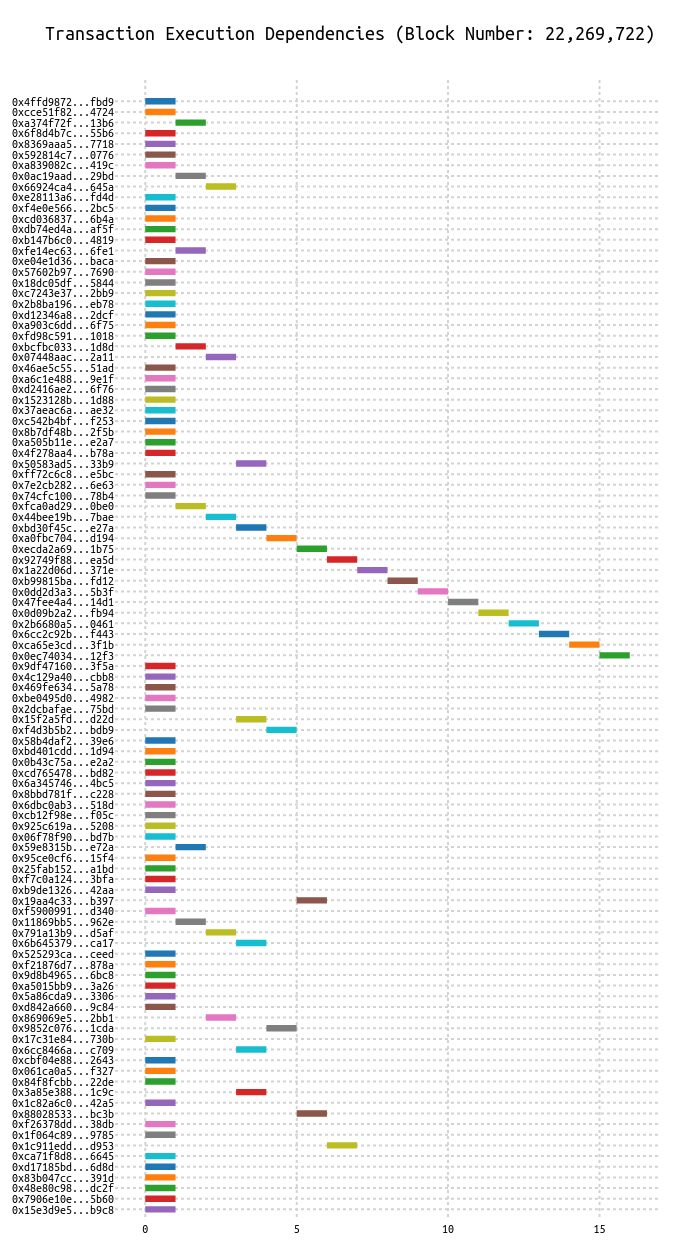 Transaction Execution Dependencies (Block Number: 22,269,722)
0x4ffd9872...fbd9
0xcce51f82...4724
0xa374f72f...13b6
0x6f8d4b7c...55b6
0x8369aaa5...7718
0x592814c7...0776
0xa839082c...419c
0x0ac19aad...29bd
0x66924ca4...645a
0xe28113a6...fd4d
0xf4e0e566...2bc5
0xcd036837...6b4a
0xdb74ed4a...af5f
0xb147b6c0...4819
0xfe14ec63...6fe1
0xe04e1d36...baca
0x57602b97...7690
0x18dc05df...5844
0xc7243e37...2bb9
0x2b8ba196...eb78
0xd12346a8...2dcf
0xa903c6dd...6f75
0xfd98c591...1018
0xbcfbc033...1d8d
0x07448aac...2a11
0x46ae5c55...51ad
0xa6c1e488...9e1f
0xd2416ae2...6f76
0x1523128b...1d88
0x37aeac6a...ae32
0xc542b4bf...f253
0x8b7df48b...2f5b
0xa505b11e...e2a7
0x4f278aa4...b78a
0x50583ad5...33b9
0xff72c6c8...e5bc
0x7e2cb282...6e63
0x74cfc100...78b4
0xfca0ad29...0be0
0x44bee19b...7bae
0xbd30f45c...e27a
0xa0fbc704...d194
0xecda2a69...1b75
0x92749f88...ea5d
0x1a22d06d...371e
0xb99815ba...fd12
0x0dd2d3a3...5b3f
0x47fee4a4...14d1
0x0d09b2a2...fb94
0x2b6680a5...0461
0x6cc2c92b...f443
0xca65e3cd...3f1b
0x0ec74034...12f3
0x9df47160...3f5a
0x4c129a40...cbb8
0x469fe634...5a78
0xbe0495d0...4982
0x2dcbafae...75bd
0x15f2a5fd...d22d
0xf4d3b5b2...bdb9
0x58b4daf2...39e6
0xbd401cdd...1d94
0x0b43c75a...e2a2
0xcd765478...bd82
0x6a345746...4bc5
0x8bbd781f...c228
0x6dbc0ab3...518d
0xcb12f98e...f05c
0x925c619a...5208
0x06f78f90...bd7b
0x59e8315b...e72a
0x95ce0cf6...15f4
0x25fab152...a1bd
0xf7c0a124...3bfa
0xb9de1326...42aa
0x19aa4c33...b397
0xf5900991...d340
0x11869bb5...962e
0x791a13b9...d5af
0x6b645379...ca17
0x525293ca...ceed
0xf21876d7...878a
0x9d8b4965...6bc8
0xa5015bb9...3a26
0x5a86cda9...3306
0xd842a660...9c84
0x869069e5...2bb1
0x9852c076...1cda
0x17c31e84...730b
0x6cc8466a...c709
0xcbf04e88...2643
0x061ca0a5...f327
0x84f8fcbb...22de
0x3a85e388...1c9c
0x1c82a6c0...42a5
0x88028533...bc3b
0xf26378dd...38db
0x1f064c89...9785
0x1c911edd...d953
0xca71f8d8...6645
0xd17185bd...6d8d
0x83b047cc...391d
0x48e80c98...dc2f
0x7906e10e...5b60
0x15e3d9e5...b9c8
0 5 10 15